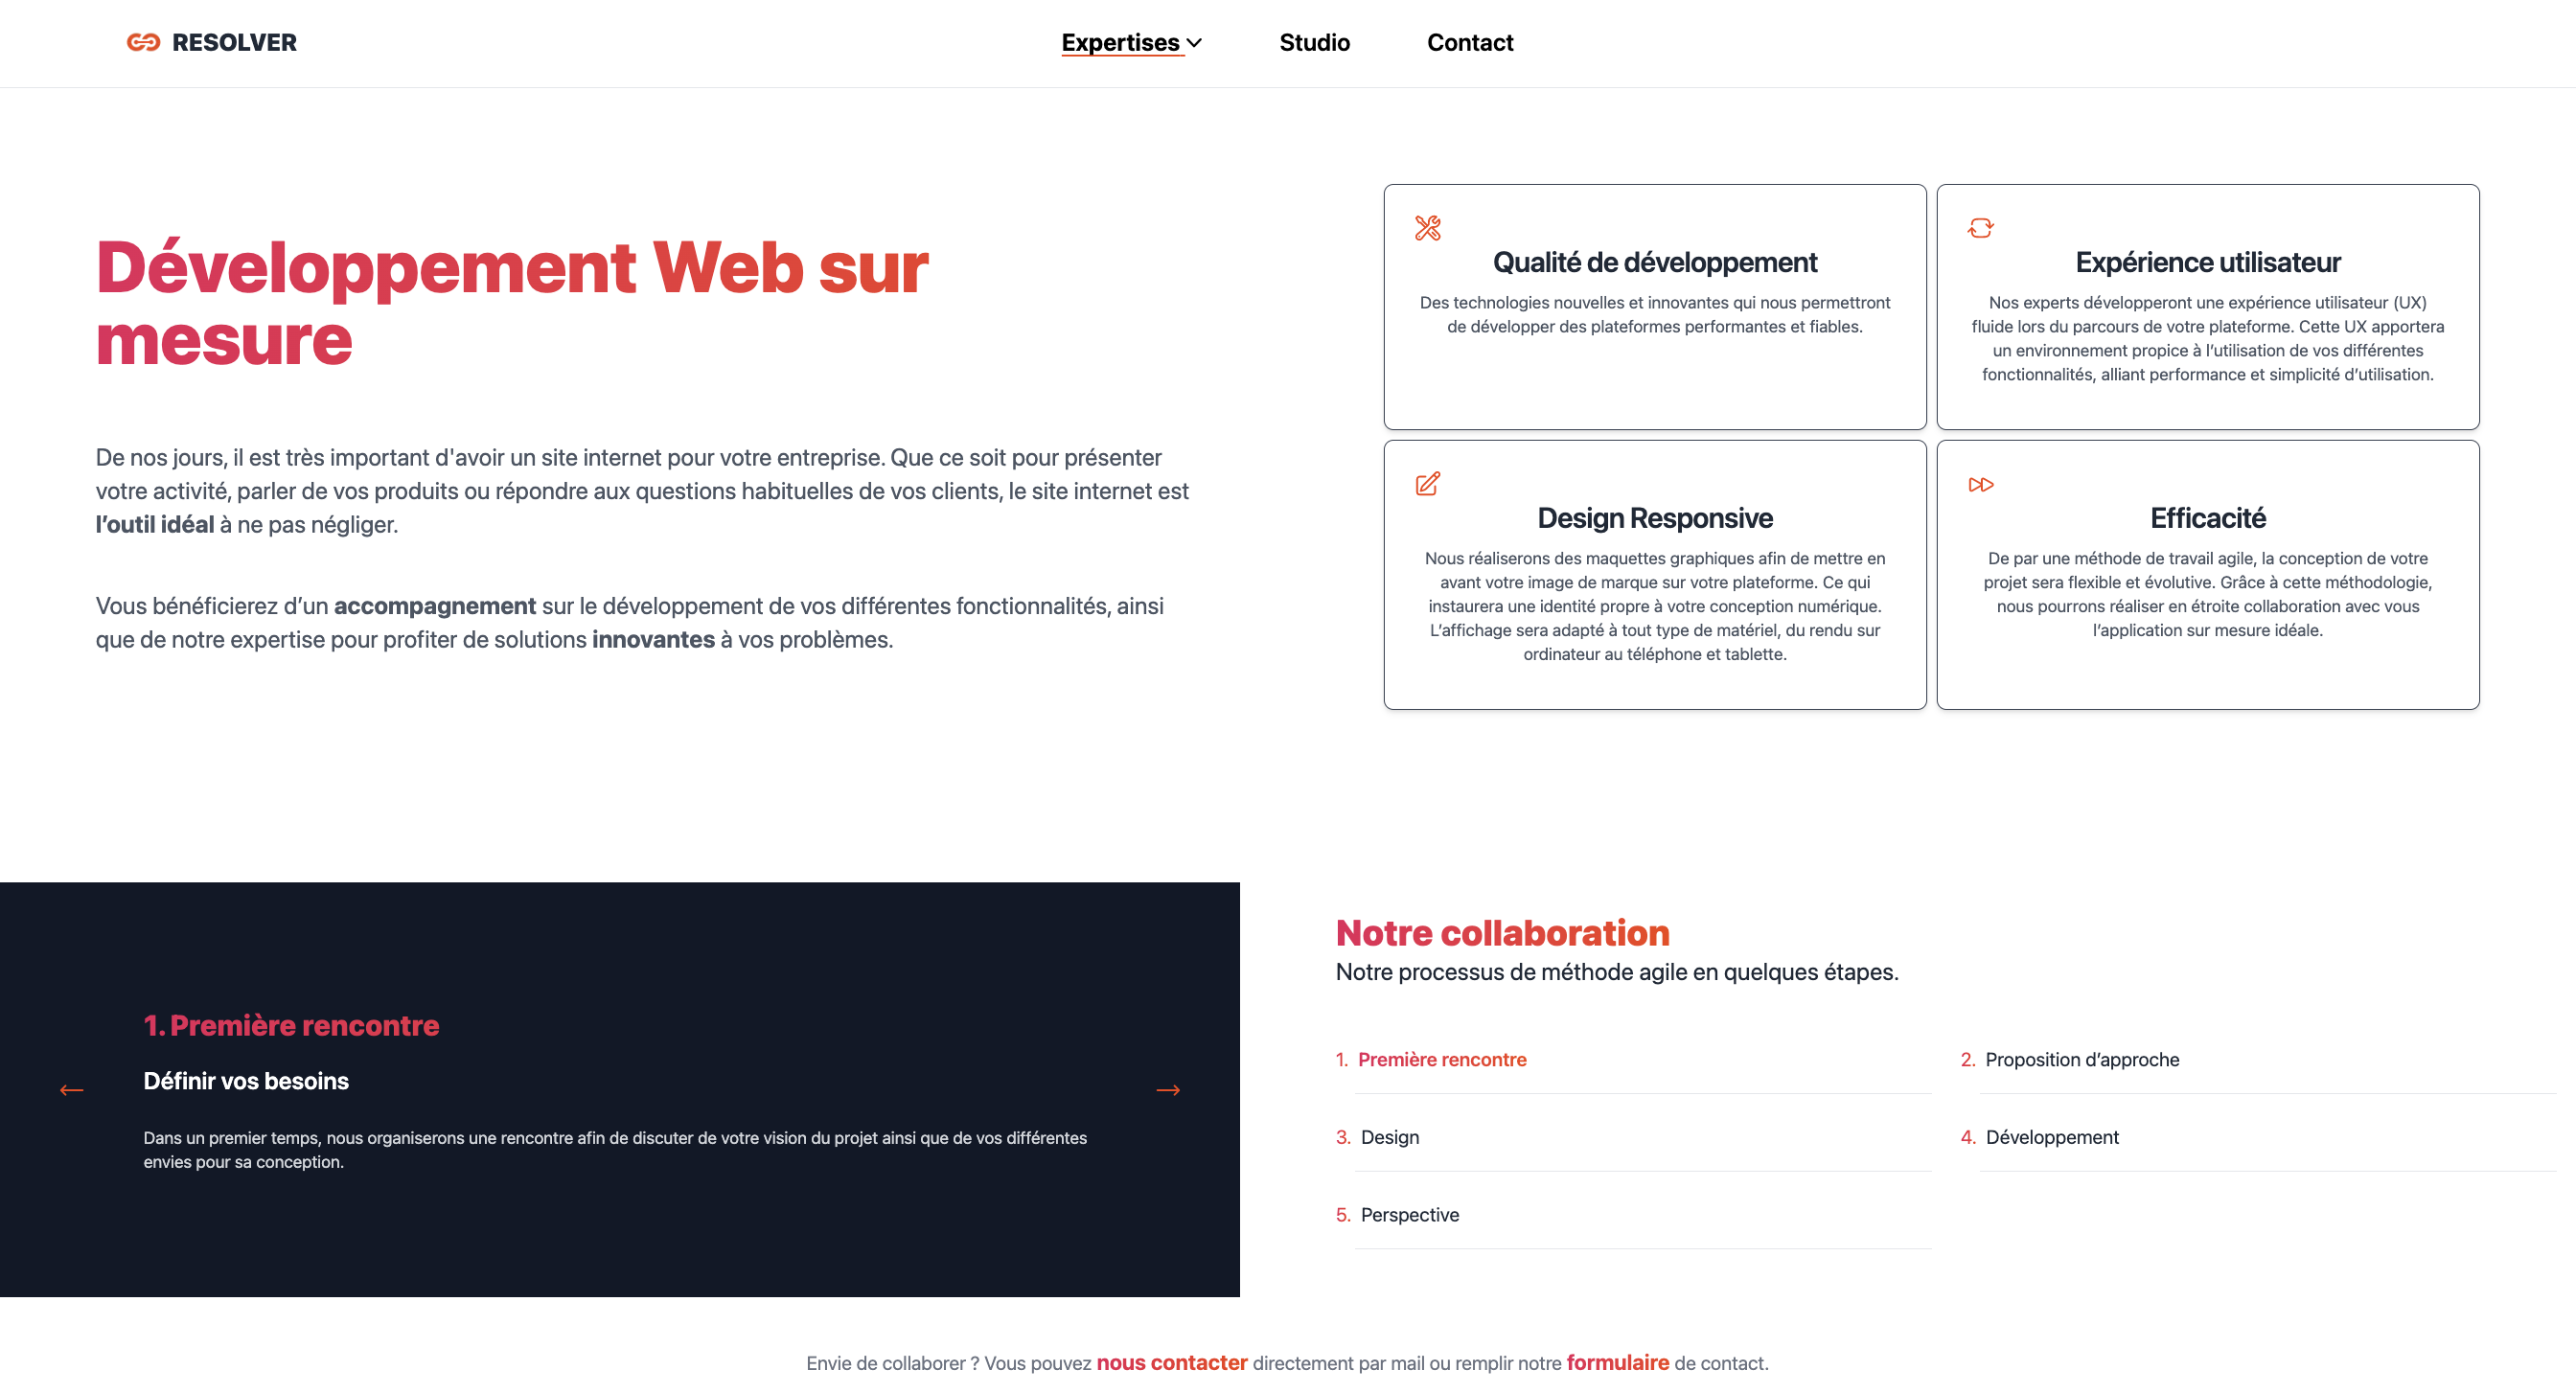 RESOLVER
Expertises
Studio
Contact
Développement Web sur
mesure
De nos jours, il est très important d'avoir un site internet pour votre entreprise. Que ce soit pour présenter
votre activité, parler de vos produits ou répondre aux questions habituelles de vos clients, le site internet est
l’outil idéal à ne pas négliger.
Vous bénéficierez d’un accompagnement sur le développement de vos différentes fonctionnalités, ainsi
que de notre expertise pour profiter de solutions innovantes à vos problèmes.
Qualité de développement
Des technologies nouvelles et innovantes qui nous permettront
de développer des plateformes performantes et fiables.
Expérience utilisateur
Nos experts développeront une expérience utilisateur (UX)
fluide lors du parcours de votre plateforme. Cette UX apportera
un environnement propice à l’utilisation de vos différentes
fonctionnalités, alliant performance et simplicité d’utilisation.
Design Responsive
Nous réaliserons des maquettes graphiques afin de mettre en
avant votre image de marque sur votre plateforme. Ce qui
instaurera une identité propre à votre conception numérique.
L’affichage sera adapté à tout type de matériel, du rendu sur
ordinateur au téléphone et tablette.
Efficacité
De par une méthode de travail agile, la conception de votre
projet sera flexible et évolutive. Grâce à cette méthodologie,
nous pourrons réaliser en étroite collaboration avec vous
l’application sur mesure idéale.
1. Première rencontre
Définir vos besoins
Dans un premier temps, nous organiserons une rencontre afin de discuter de votre vision du projet ainsi que de vos différentes
envies pour sa conception.
Notre collaboration
Notre processus de méthode agile en quelques étapes.
1. Première rencontre
2. Proposition d’approche
3. Design
4. Développement
5. Perspective
Envie de collaborer ? Vous pouvez nous contacter directement par mail ou remplir notre formulaire de contact.